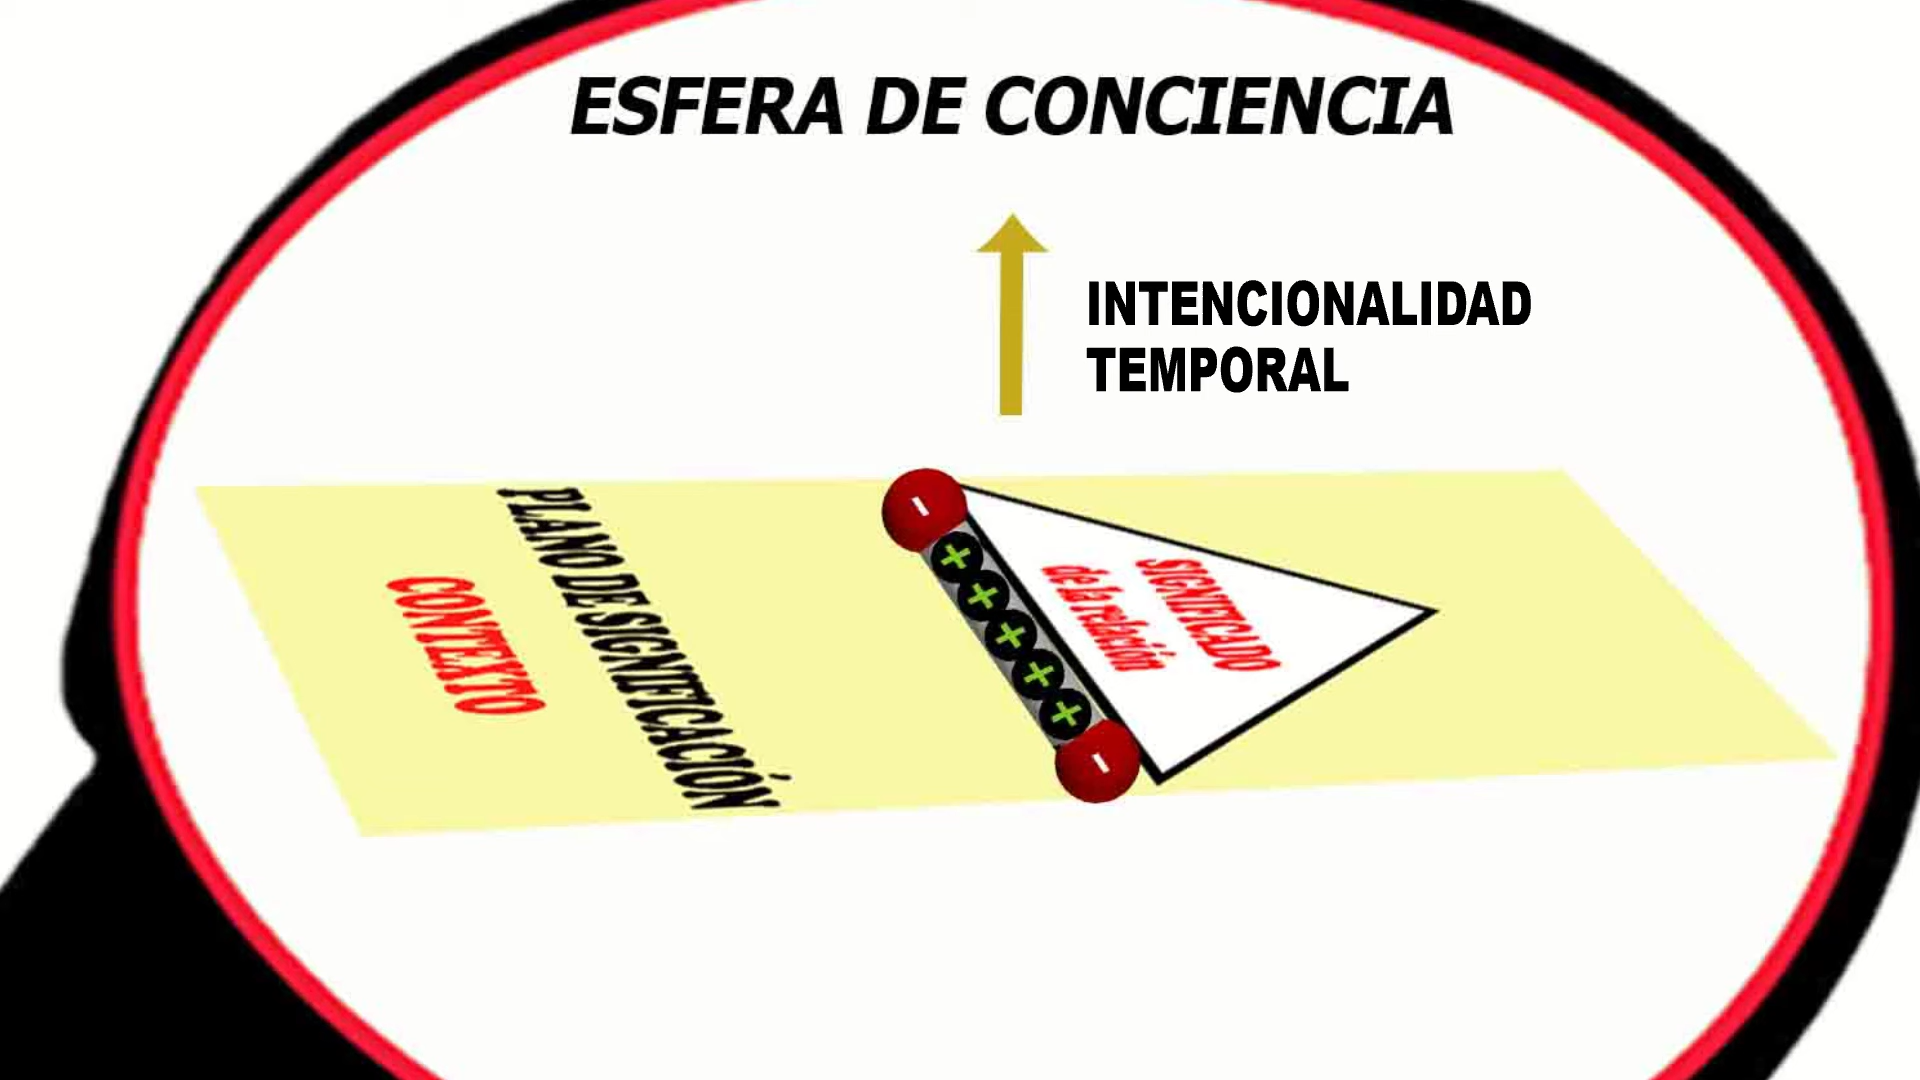 ESFERA DE CONCIENCIA
INTENCIONALIDAD
TEMPORAL
PLANO DE SIGNIFICACIÓN
CONTEXTO
-
+
+
+
+
+
-
SIGNIFICADO
de la relación